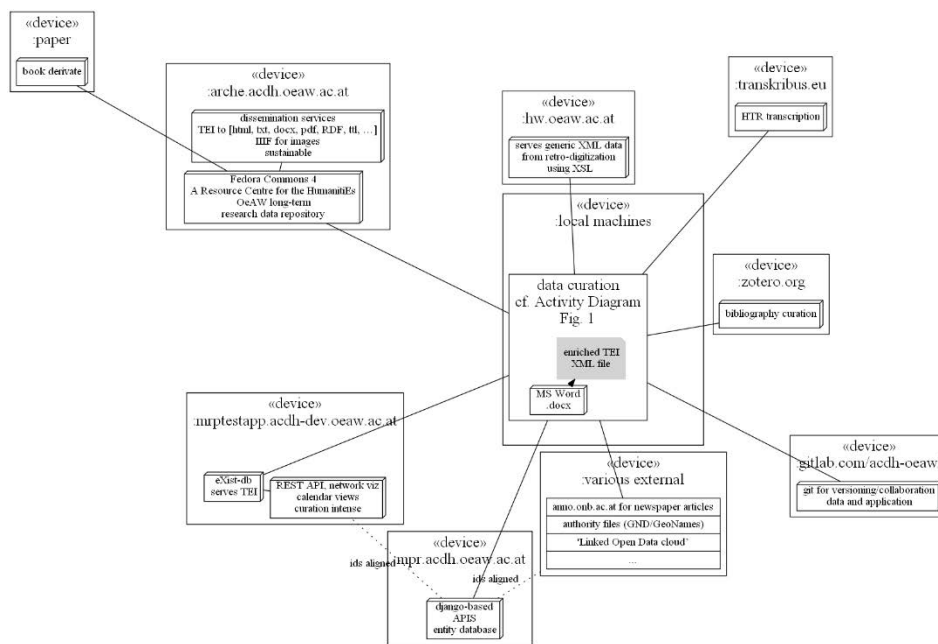 «device»
:paper
book derivate
«device»
:arche.acdh.oeaw.ac.at
dissemination services
TEI to [html, txt, docx, pdf, RDF, ttl, …]
IIIF for images
sustainable
Fedora Commons 4
A Resource Centre for the HumanitiEs
OeAW long-term
research data repository
«device»
:hw.oeaw.ac.at
serves generic XML data
from retro-digitization
using XSL
«device»
:transkribus.eu
HTR transcription
«device»
:local machines
data curation
cf. Activity Diagram
Fig. 1
enriched TEI
XML file
MS Word
.docx
«device»
:zotero.org
bibliography curation
«device»
:mrptestapp.acdh-dev.oeaw.ac.at
eXist-db
serves TEI
REST API, network viz
calendar views
curation intense
«device»
:various external
anno.onb.ac.at for newspaper articles
authority files (GND/GeoNames)
'Linked Open Data cloud'
...
«device»
:gitlab.com/acdh-oeaw
git for versioning/collaboration
data and application
«device»
:mpr.acdh.oeaw.ac.at
ids aligned
ids aligned
django-based
APIS
entity database